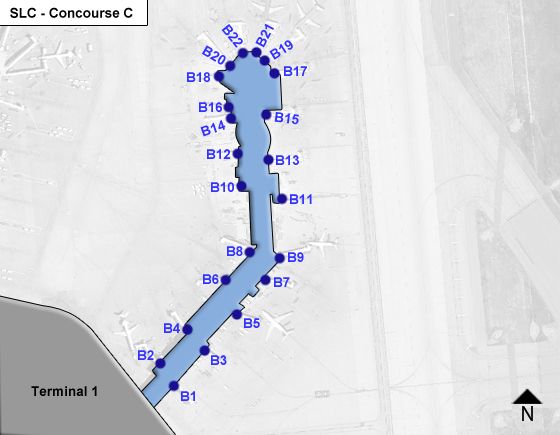 SLC - Concourse C
B22
B21
B20
B19
B18
B17
B16
B15
B14
B13
B12
B11
B10
B9
B8
B7
B6
B5
B4
B3
B2
B1
Terminal 1
N